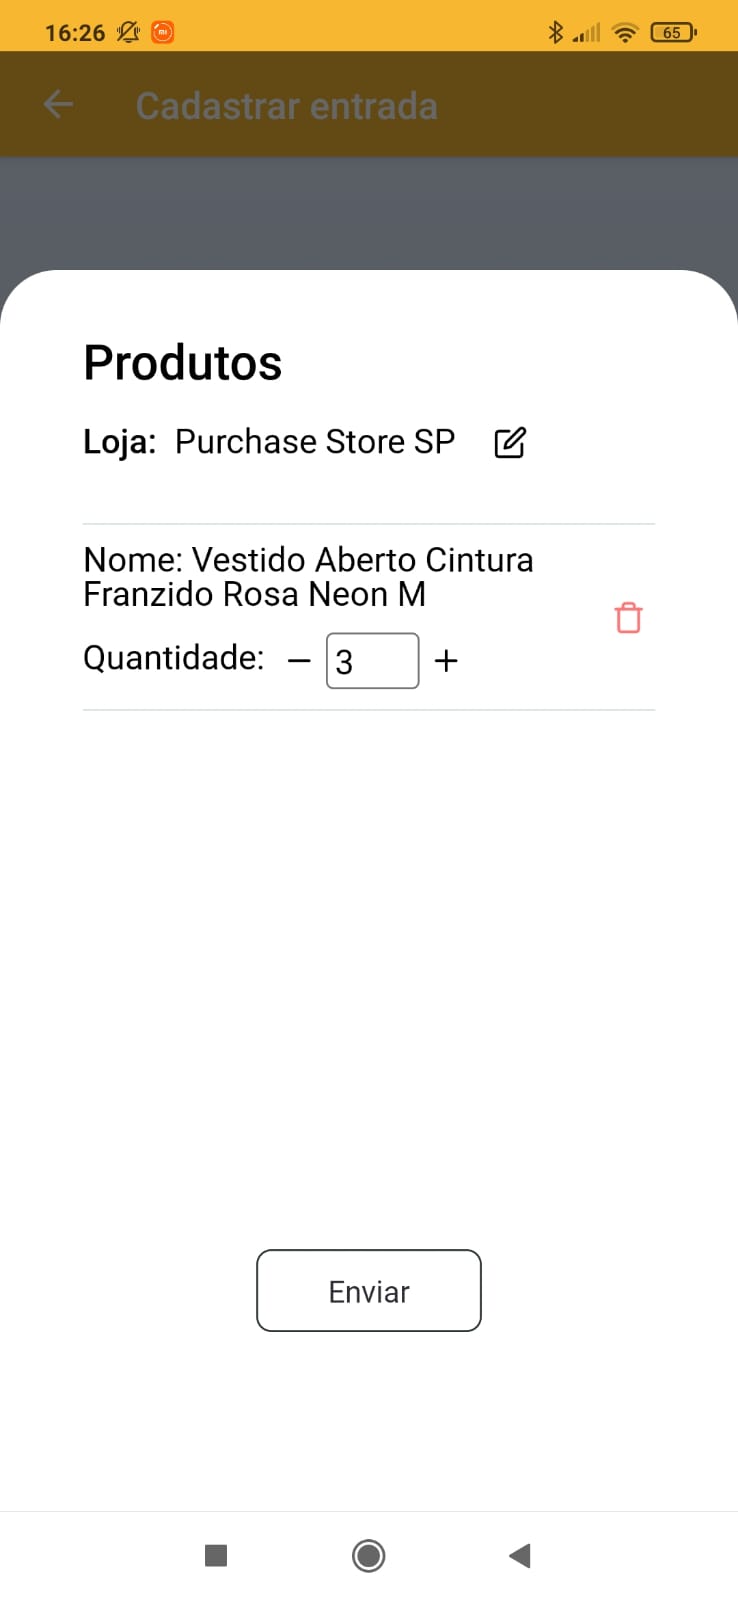 16:26
65
Cadastrar entrada
Produtos
Loja: Purchase Store SP
Nome: Vestido Aberto Cintura
Franzido Rosa Neon M
Quantidade: − 3 +
Enviar